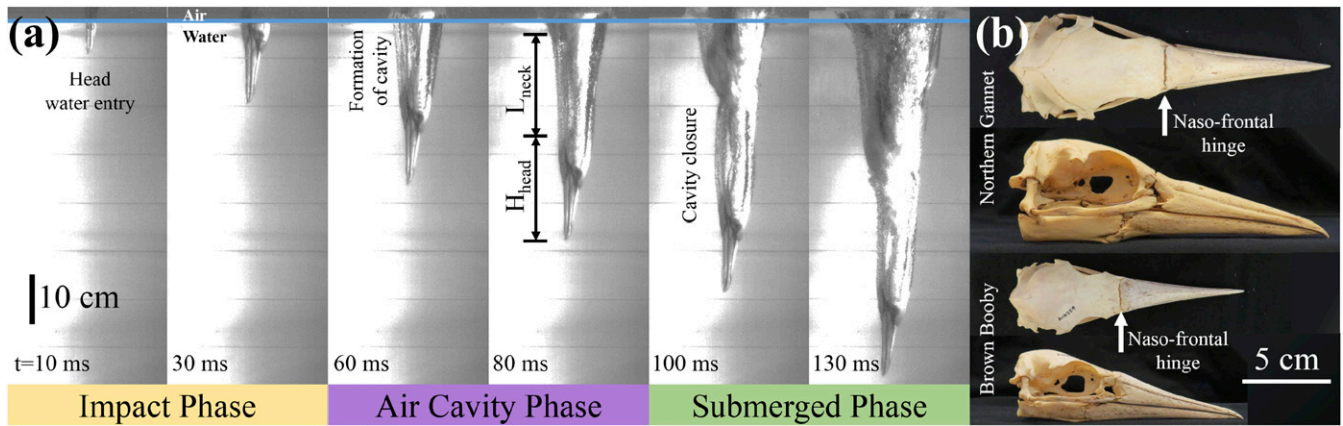 (a)
Air
Water
Head
water entry
Formation
of cavity
L_neck
H_head
Cavity closure
10 cm
t=10 ms
30 ms
60 ms
80 ms
100 ms
130 ms
Impact Phase
Air Cavity Phase
Submerged Phase
(b)
Northern Gannet
Naso-frontal
hinge
Brown Booby
Naso-frontal
hinge
5 cm